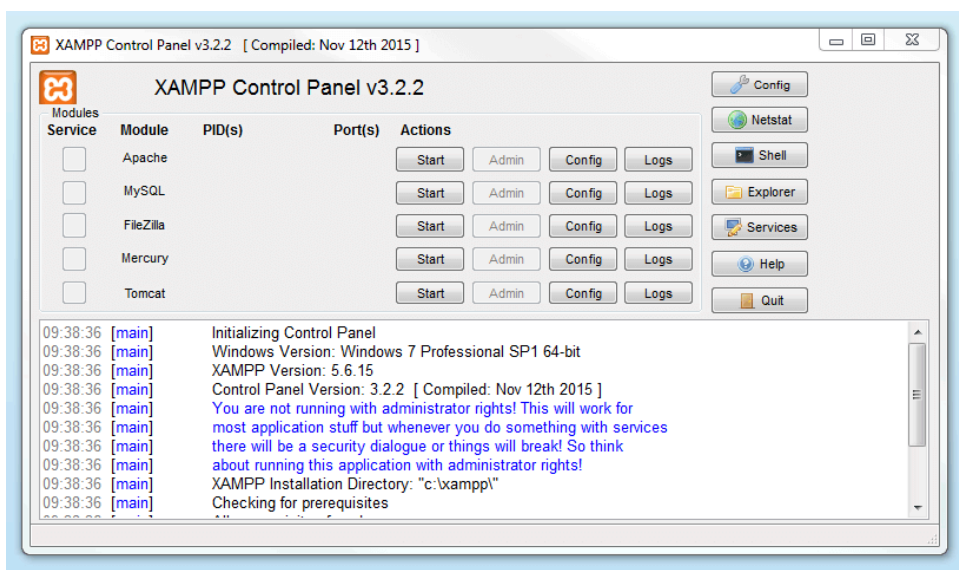 XAMPP Control Panel v3.2.2 [ Compiled: Nov 12th 2015 ]
XAMPP Control Panel v3.2.2
Config
Modules
Netstat
Service Module PID(s) Port(s) Actions
Apache Start Admin Config Logs
Shell
MySQL Start Admin Config Logs
Explorer
FileZilla Start Admin Config Logs
Services
Mercury Start Admin Config Logs
Help
Tomcat Start Admin Config Logs
Quit
09:38:36 [main] Initializing Control Panel
09:38:36 [main] Windows Version: Windows 7 Professional SP1 64-bit
09:38:36 [main] XAMPP Version: 5.6.15
09:38:36 [main] Control Panel Version: 3.2.2 [ Compiled: Nov 12th 2015 ]
09:38:36 [main] You are not running with administrator rights! This will work for
09:38:36 [main] most application stuff but whenever you do something with services
09:38:36 [main] there will be a security dialogue or things will break! So think
09:38:36 [main] about running this application with administrator rights!
09:38:36 [main] XAMPP Installation Directory: "c:\xampp\"
09:38:36 [main] Checking for prerequisites